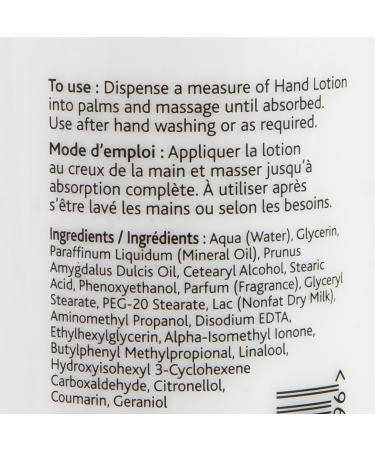 To use : Dispense a measure of Hand Lotion
into palms and massage until absorbed.
Use after hand washing or as required.
Mode d'emploi : Appliquer la lotion
au creux de la main et masser jusqu'à
absorption complète. À utiliser après
s'être lavé les mains ou selon les besoins.
Ingredients / Ingrédients : Aqua (Water), Glycerin,
Paraffinum Liquidum (Mineral Oil), Prunus
Amygdalus Dulcis Oil, Cetearyl Alcohol, Stearic
Acid, Phenoxyethanol, Parfum (Fragrance), Glyceryl
Stearate, PEG-20 Stearate, Lac (Nonfat Dry Milk),
Aminomethyl Propanol, Disodium EDTA,
Ethylhexylglycerin, Alpha-Isomethyl Ionone,
Butylphenyl Methylpropional, Linalool,
Hydroxyisohexyl 3-Cyclohexene
Carboxaldehyde, Citronellol,
Coumarin, Geraniol